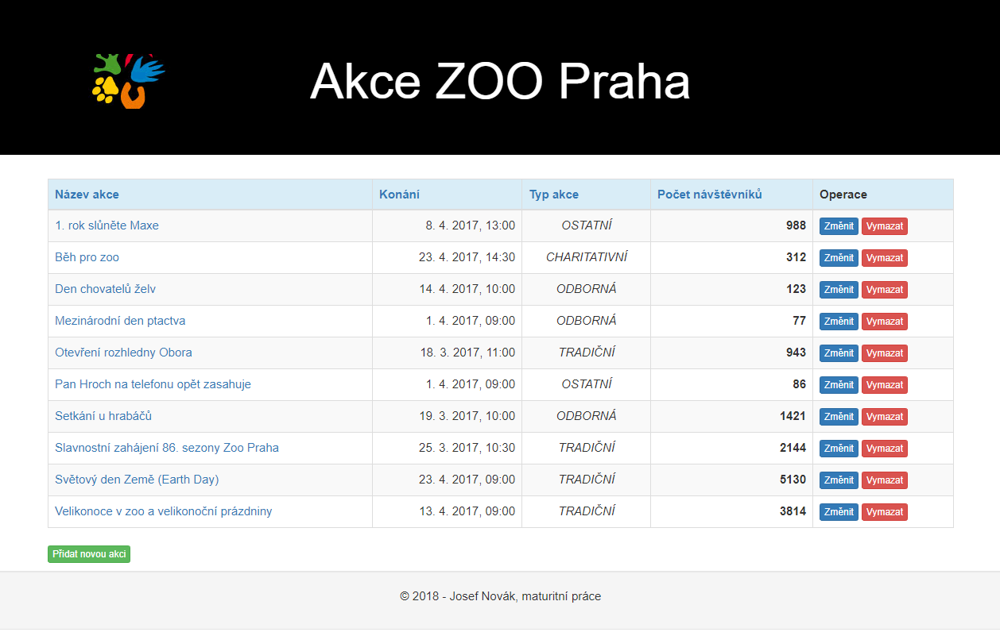 Akce ZOO Praha
Název akce Konání Typ akce Počet návštěvníků Operace
1. rok slůněte Maxe 8. 4. 2017, 13:00 OSTATNÍ 988 Změnit Vymazat
Běh pro zoo 23. 4. 2017, 14:30 CHARITATIVNÍ 312 Změnit Vymazat
Den chovatelů želv 14. 4. 2017, 10:00 ODBORNÁ 123 Změnit Vymazat
Mezinárodní den ptactva 1. 4. 2017, 09:00 ODBORNÁ 77 Změnit Vymazat
Otevření rozhledny Obora 18. 3. 2017, 11:00 TRADIČNÍ 943 Změnit Vymazat
Pan Hroch na telefonu opět zasahuje 1. 4. 2017, 09:00 OSTATNÍ 86 Změnit Vymazat
Setkání u hrabáčů 19. 3. 2017, 10:00 ODBORNÁ 1421 Změnit Vymazat
Slavnostní zahájení 86. sezony Zoo Praha 25. 3. 2017, 10:30 TRADIČNÍ 2144 Změnit Vymazat
Světový den Země (Earth Day) 23. 4. 2017, 09:00 TRADIČNÍ 5130 Změnit Vymazat
Velikonoce v zoo a velikonoční prázdniny 13. 4. 2017, 09:00 TRADIČNÍ 3814 Změnit Vymazat
Přidat novou akci
© 2018 - Josef Novák, maturitní práce